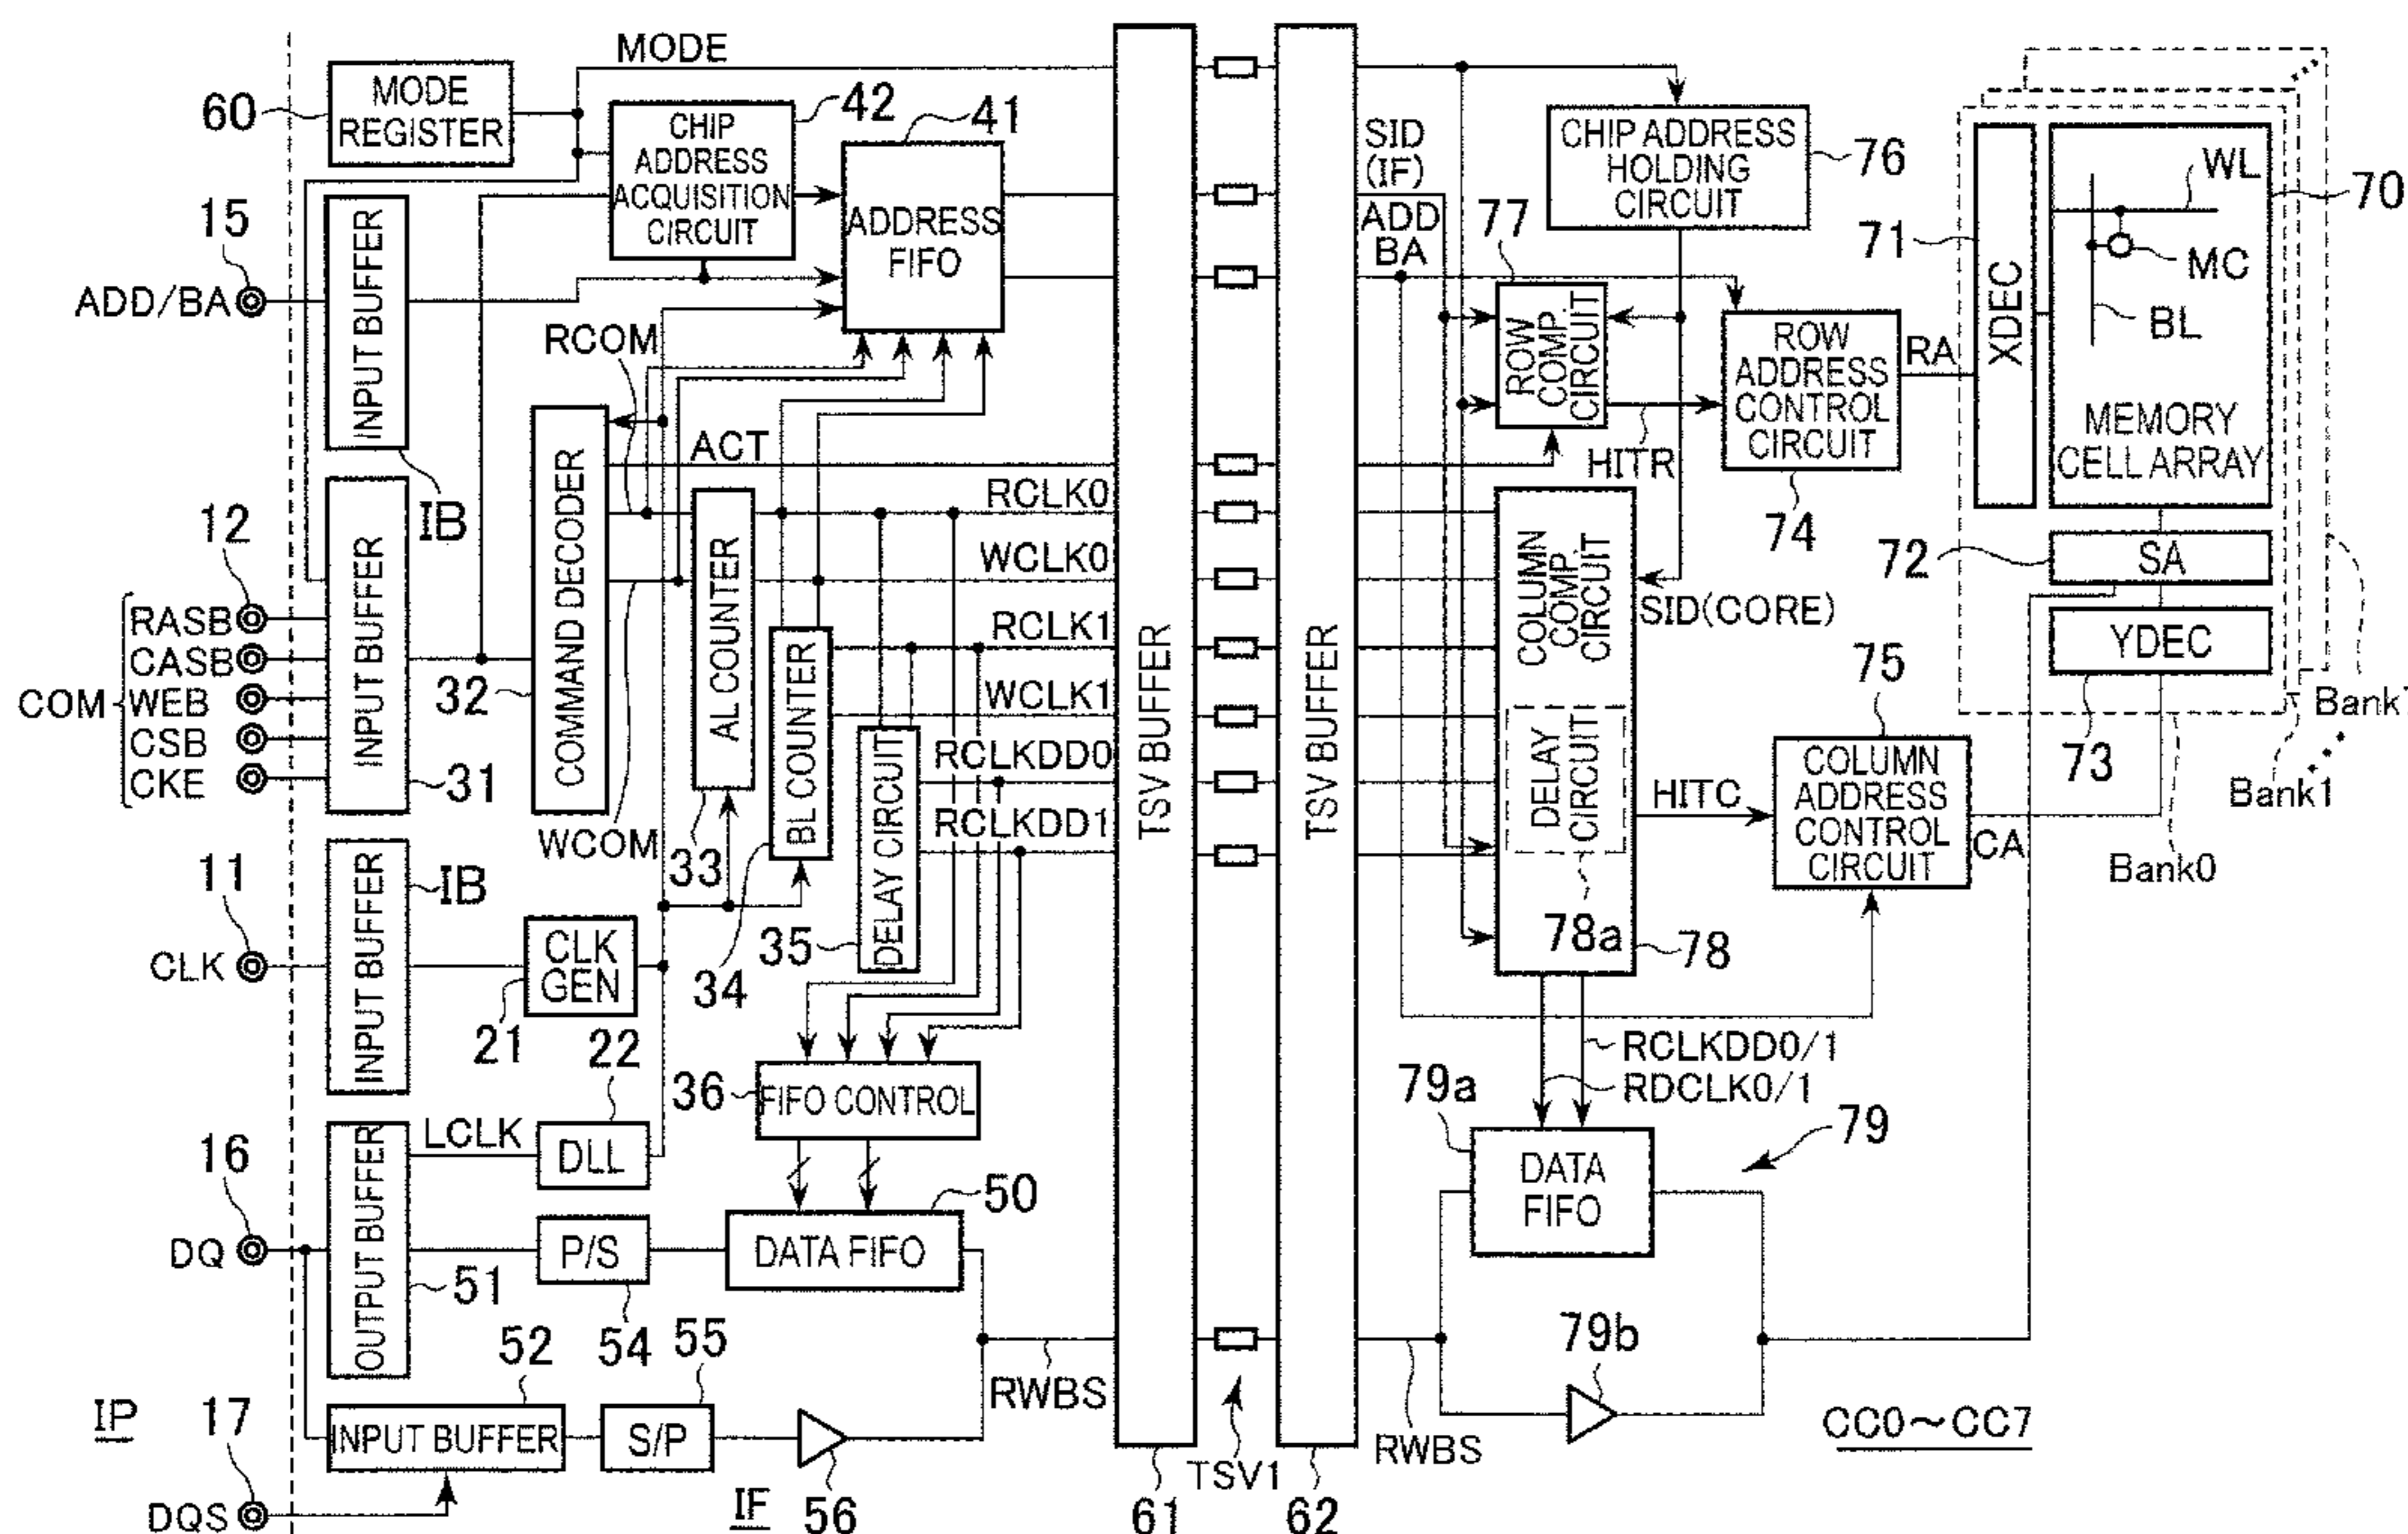 MODE
60
MODE
REGISTER
42
CHIP
ADDRESS
ACQUISITION
CIRCUIT
41
ADDRESS
FIFO
15
ADD/BA
INPUT BUFFER
IB
RCOM
ACT
12
RASB
CASB
COM
WEB
CSB
CKE
INPUT BUFFER
31
32
COMMAND DECODER
WCOM
AL COUNTER
33
BL COUNTER
34
DELAY CIRCUIT
35
RCLK0
WCLK0
RCLK1
WCLK1
RCLKDD0
RCLKDD1
11
CLK
INPUT BUFFER
IB
CLK
GEN
21
22
LCLK
DLL
36
FIFO CONTROL
16
DQ
OUTPUT BUFFER
51
P/S
54
50
DATA FIFO
52
INPUT BUFFER
55
S/P
56
RWBS
IP
17
DQS
IF
TSV BUFFER
61
TSV1
TSV BUFFER
62
SID
(IF)
ADD
BA
CHIP ADDRESS
HOLDING
CIRCUIT
76
77
ROW
COMP.
CIRCUIT
HITR
ROW
ADDRESS
CONTROL
CIRCUIT
74
RA
71
XDEC
WL
70
MC
BL
MEMORY
CELL ARRAY
72
SA
YDEC
73
Bank7
Bank1
Bank0
COLUMN
COMP.
CIRCUIT
SID(CORE)
DELAY
CIRCUIT
78a
78
HITC
75
COLUMN
ADDRESS
CONTROL
CIRCUIT
CA
RCLKDD0/1
RDCLK0/1
79a
79
DATA
FIFO
79b
RWBS
CC0～CC7